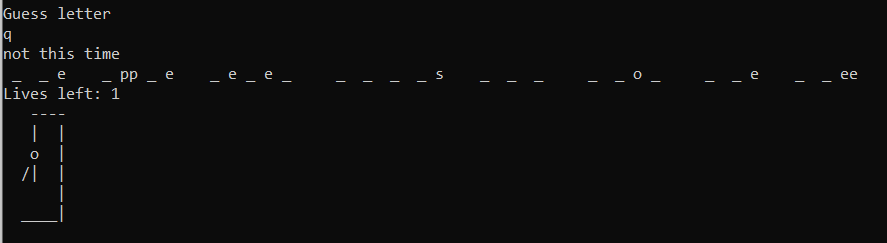 Guess letter
q
not this time
_ _ e _ pp _ e _ e _ e _ _ _ _ _ s _ _ _ _ _ o _ _ _ e _ _ ee
Lives left: 1
----
| |
o |
/| |
|
____|